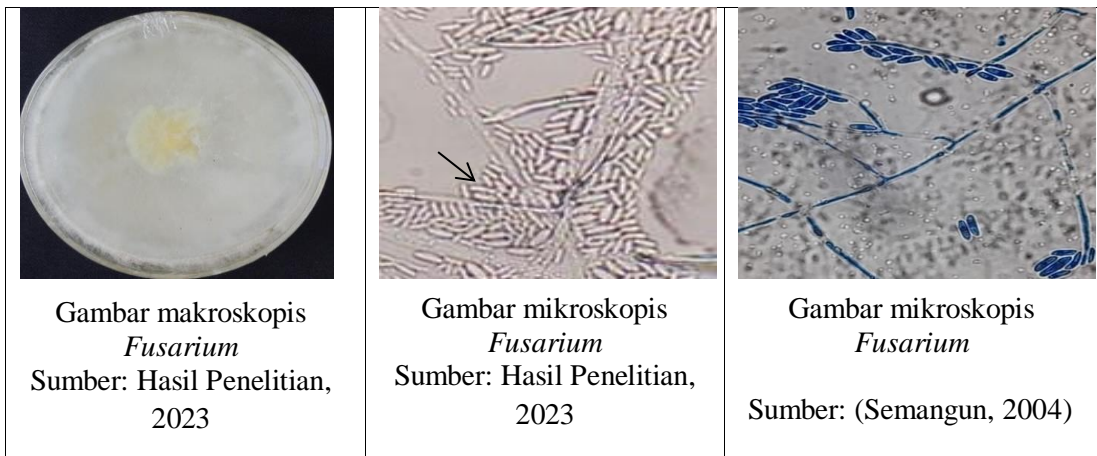 Gambar makroskopis
Fusarium
Sumber: Hasil Penelitian,
2023
Gambar mikroskopis
Fusarium
Sumber: Hasil Penelitian,
2023
Gambar mikroskopis
Fusarium
Sumber: (Semangun, 2004)